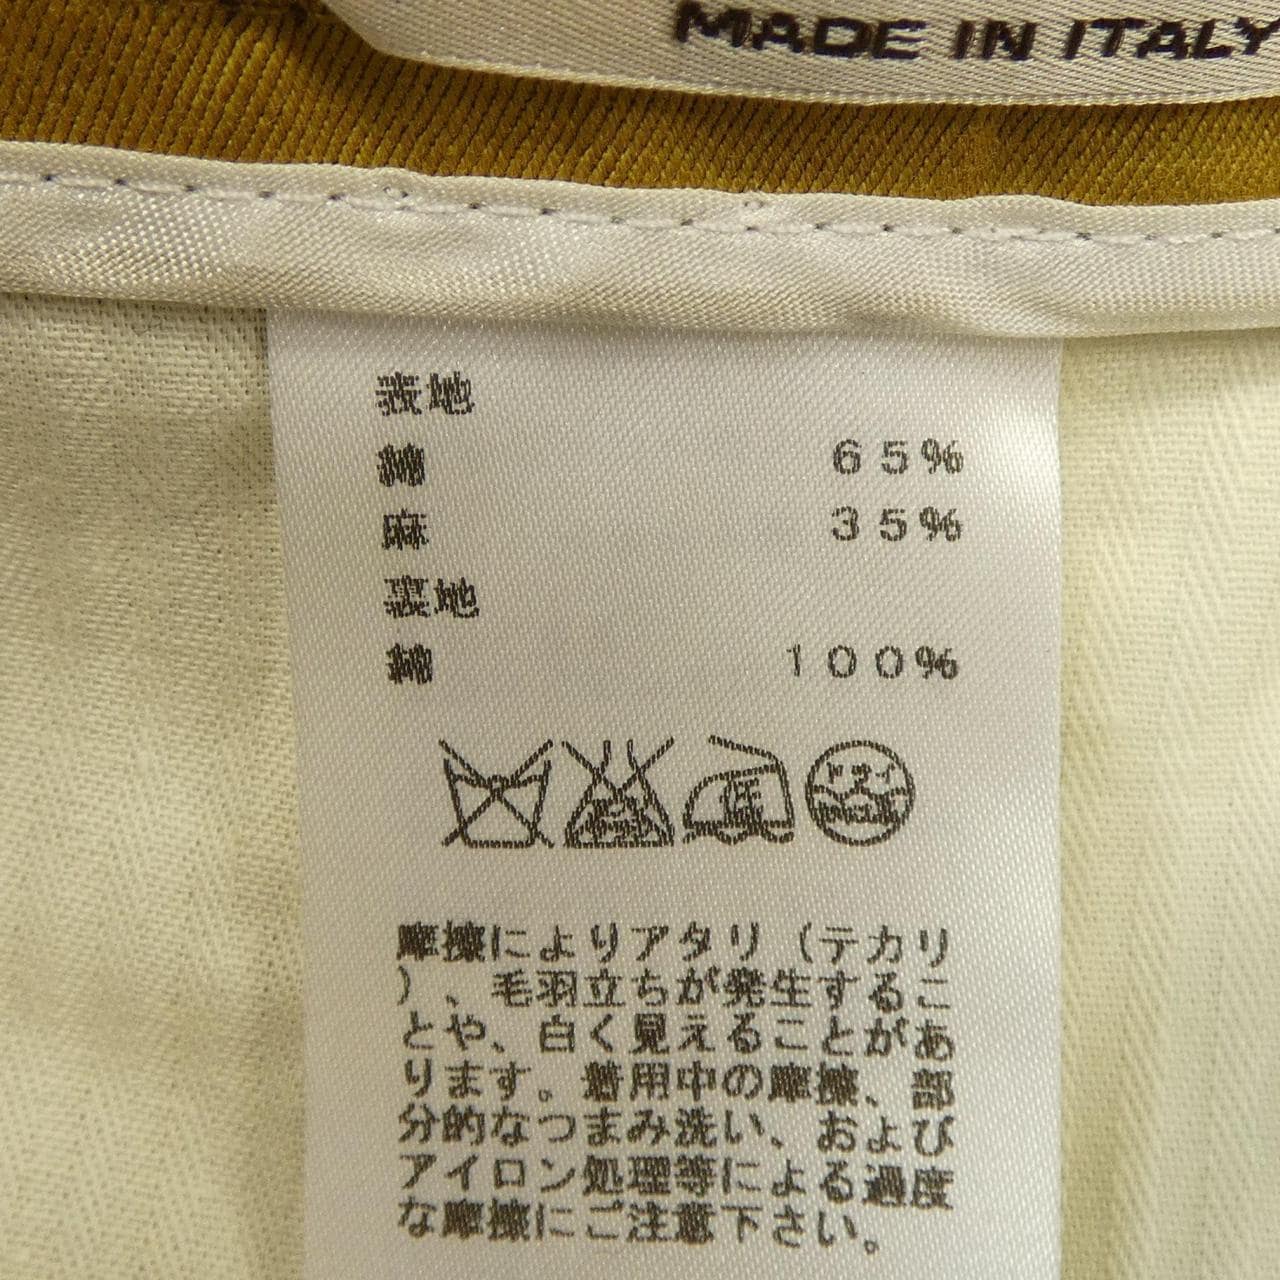 MADE IN ITALY
表地
綿 65%
麻 35%
裏地
綿 100%
ドライ
摩擦によりアタリ（テカリ
）、毛羽立ちが発生するこ
とや、白く見えることがあ
ります。着用中の摩擦、部
分的なつまみ洗い、および
アイロン処理等による過度
な摩擦にご注意下さい。